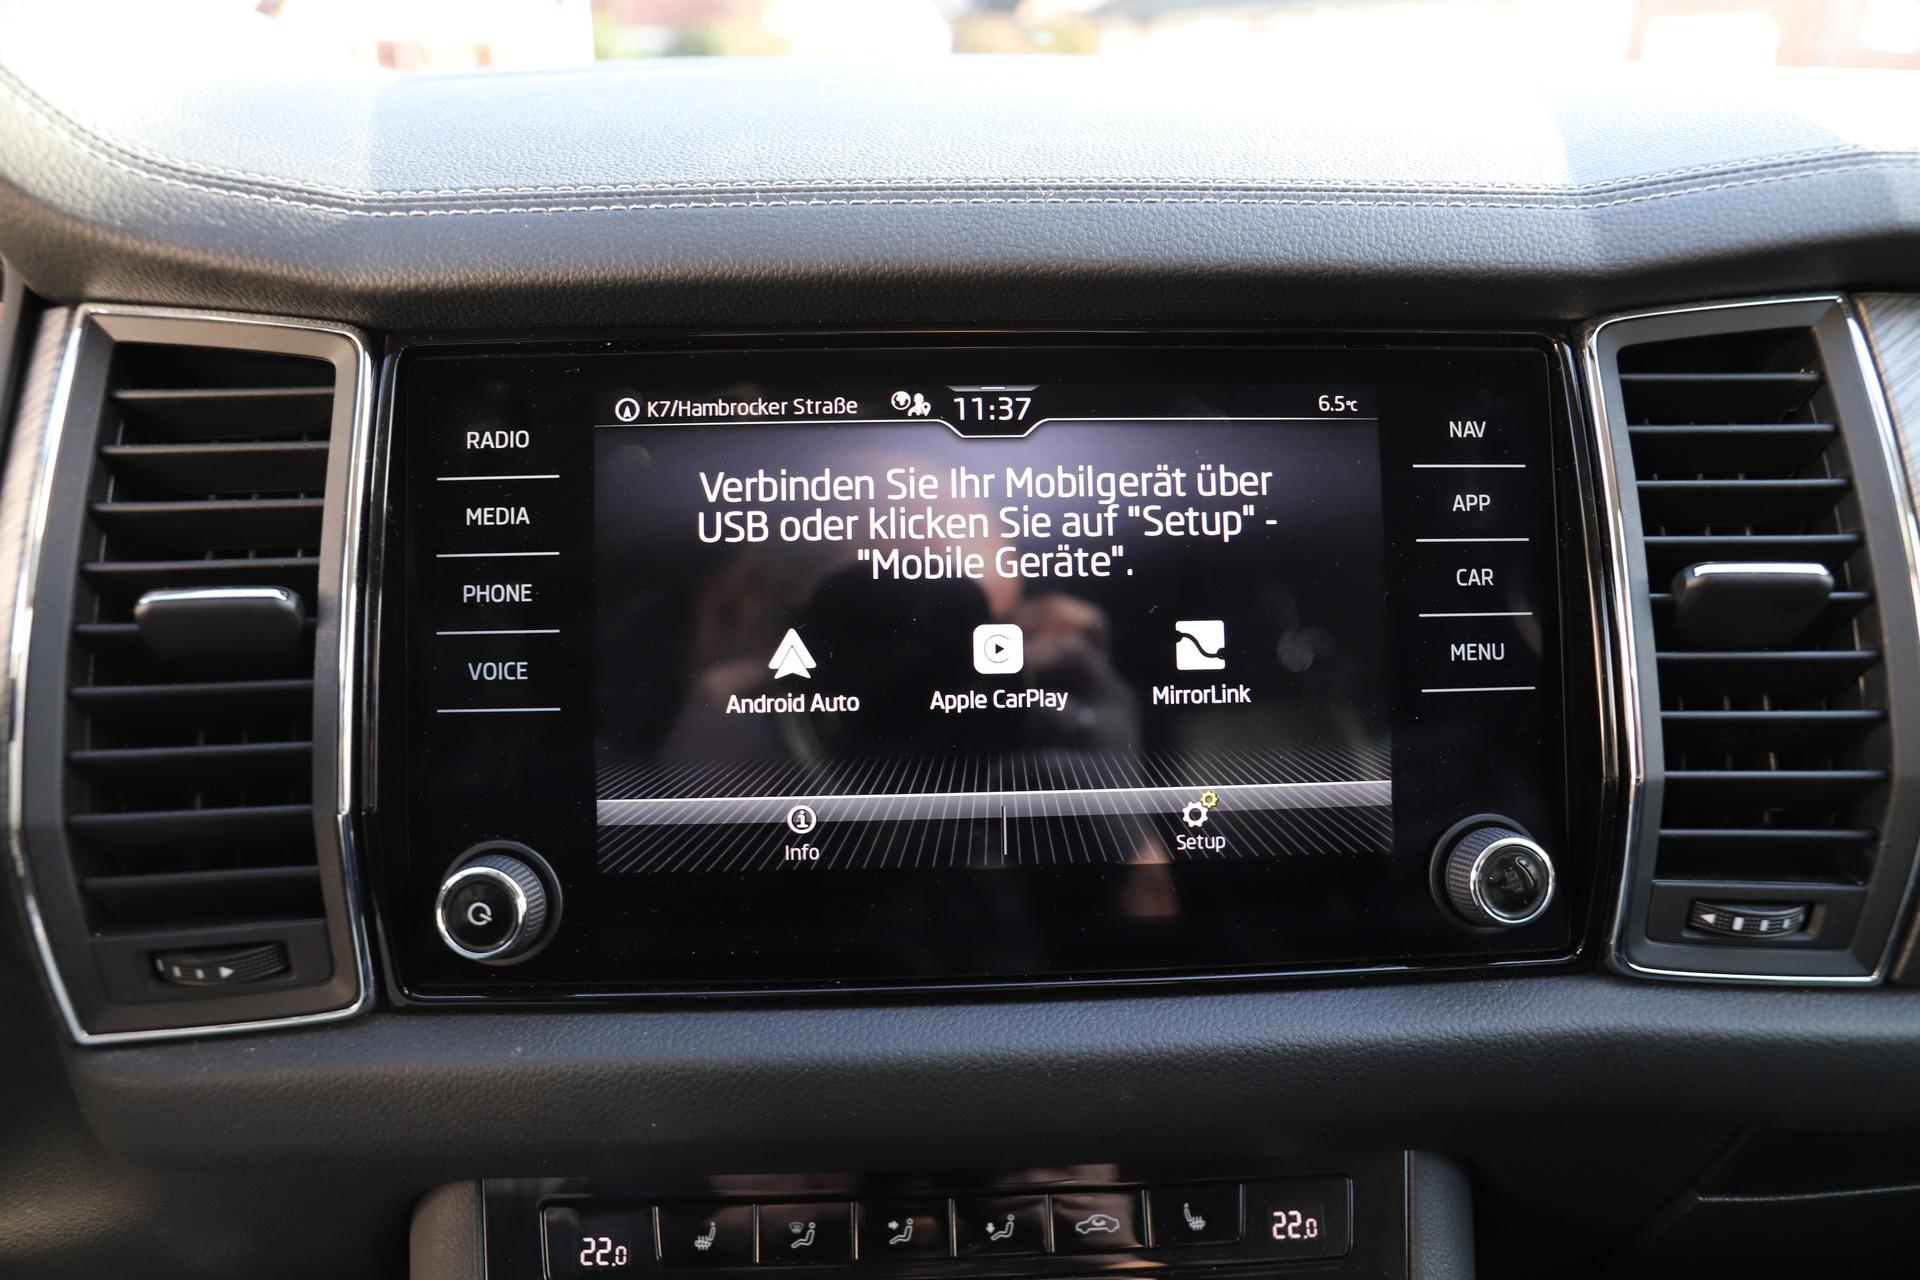 K7/Hambrocker Straße 11:37 6.5°C
Verbinden Sie Ihr Mobilgerät über
USB oder klicken Sie auf "Setup" -
"Mobile Geräte".
Android Auto
Apple CarPlay
MirrorLink
Info
Setup
RADIO
MEDIA
PHONE
VOICE
NAV
APP
CAR
MENU
22.0
22.0